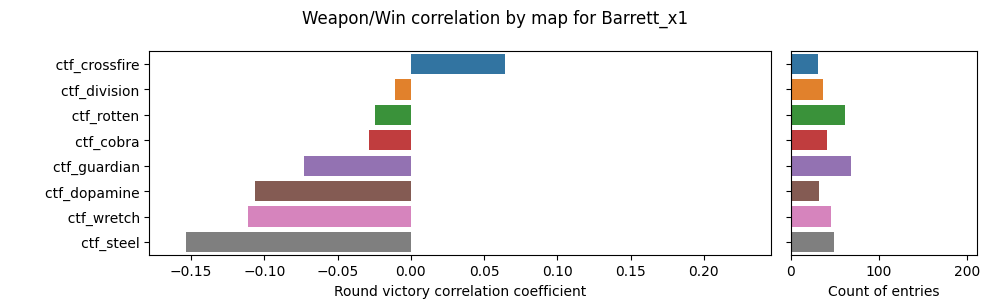 Weapon/Win correlation by map for Barrett_x1
ctf_crossfire
ctf_division
ctf_rotten
ctf_cobra
ctf_guardian
ctf_dopamine
ctf_wretch
ctf_steel
−0.15 −0.10 −0.05 0.00 0.05 0.10 0.15 0.20
Round victory correlation coefficient
0 100 200
Count of entries